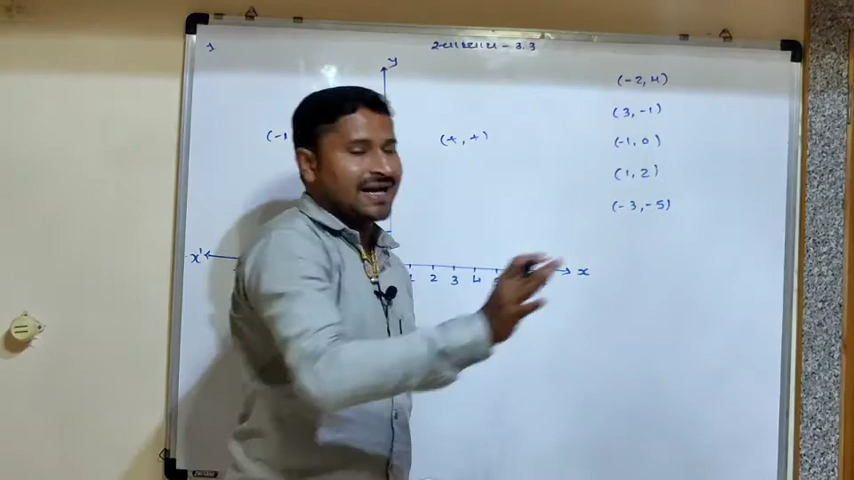 સ્વાધ્યાય - 3.3
1
y
(-2, 4)
(3, -1)
(-1, 0)
(1, 2)
(-3, -5)
(+, +)
x'
2 3 4
x